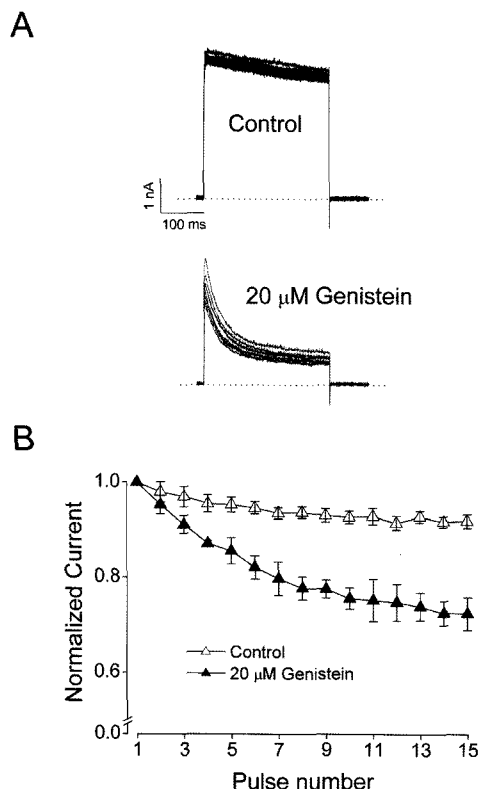 A
Control
1 nA
100 ms
20 μM Genistein
B
Normalized Current
1.0
0.8
0.6
0.0
Control
20 μM Genistein
1 3 5 7 9 11 13 15
Pulse number